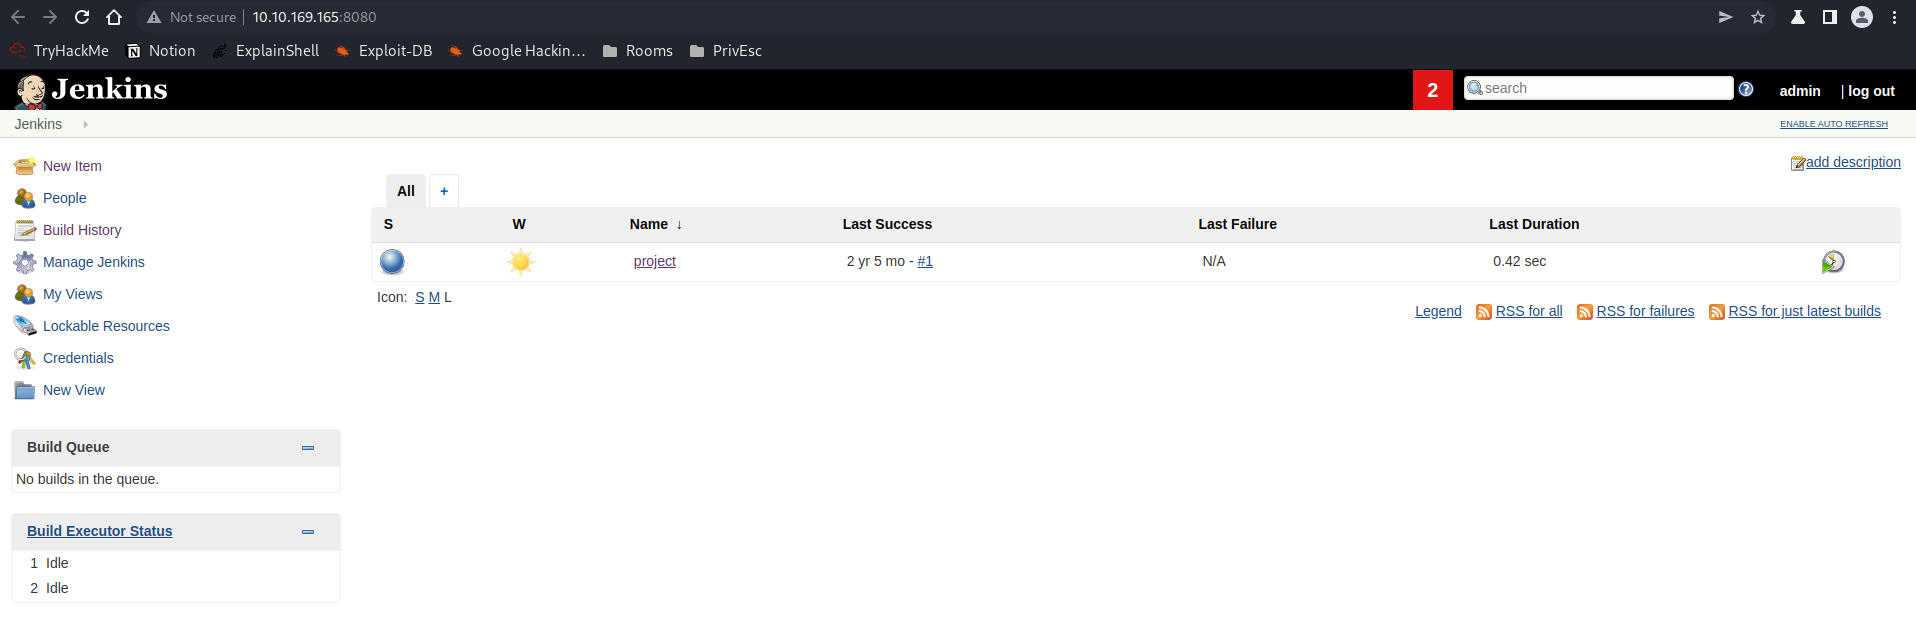 Not secure 10.10.169.165:8080
TryHackMe Notion ExplainShell Exploit-DB Google Hackin... Rooms PrivEsc
Jenkins 2 search ? admin | log out
Jenkins ENABLE AUTO REFRESH
New Item
People
Build History
Manage Jenkins
My Views
Lockable Resources
Credentials
New View
Build Queue
No builds in the queue.
Build Executor Status
1 Idle
2 Idle
add description
All +
S W Name ↓ Last Success Last Failure Last Duration
project 2 yr 5 mo - #1 N/A 0.42 sec
Icon: S M L
Legend RSS for all RSS for failures RSS for just latest builds